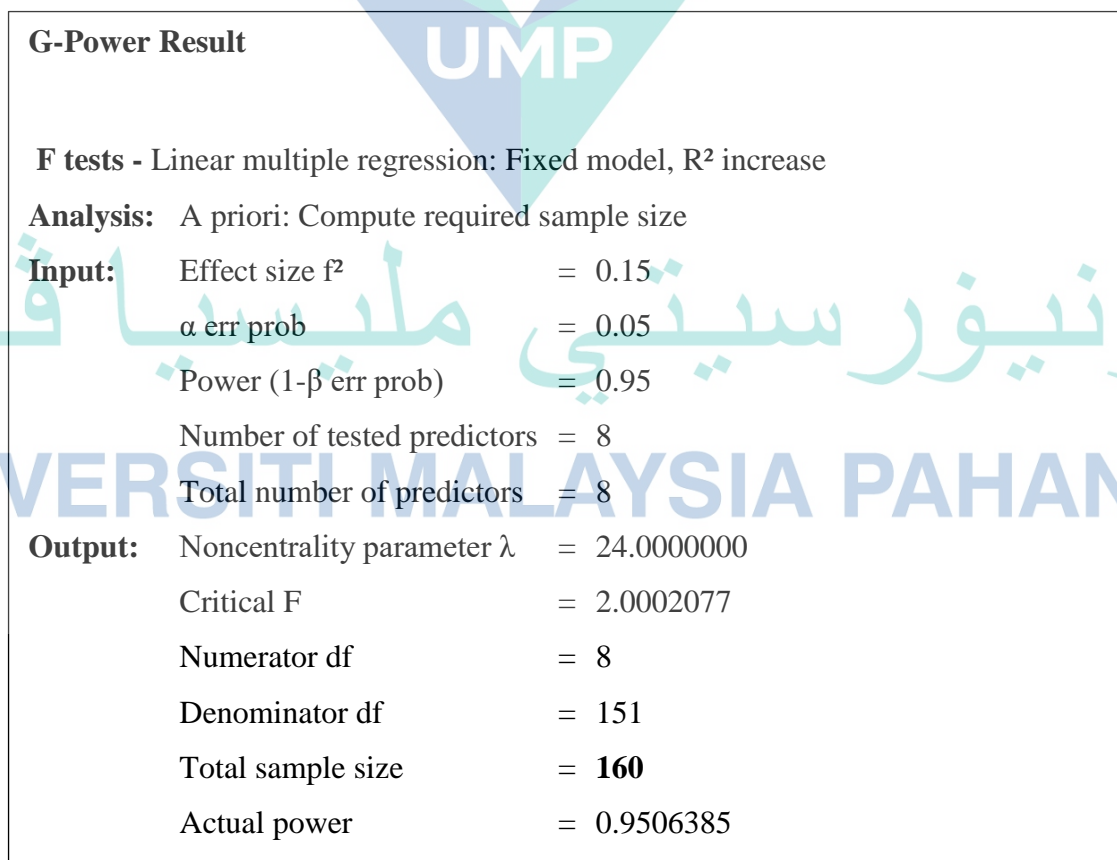 UMP
G-Power Result
F tests - Linear multiple regression: Fixed model, R² increase
Analysis: A priori: Compute required sample size
Input: Effect size f² = 0.15
α err prob = 0.05
Power (1-β err prob) = 0.95
Number of tested predictors = 8
Total number of predictors = 8
Output: Noncentrality parameter λ = 24.0000000
Critical F = 2.0002077
Numerator df = 8
Denominator df = 151
Total sample size = 160
Actual power = 0.9506385
نيۏرسيتي مليسيا ق
VERSITI MALAYSIA PAHAN